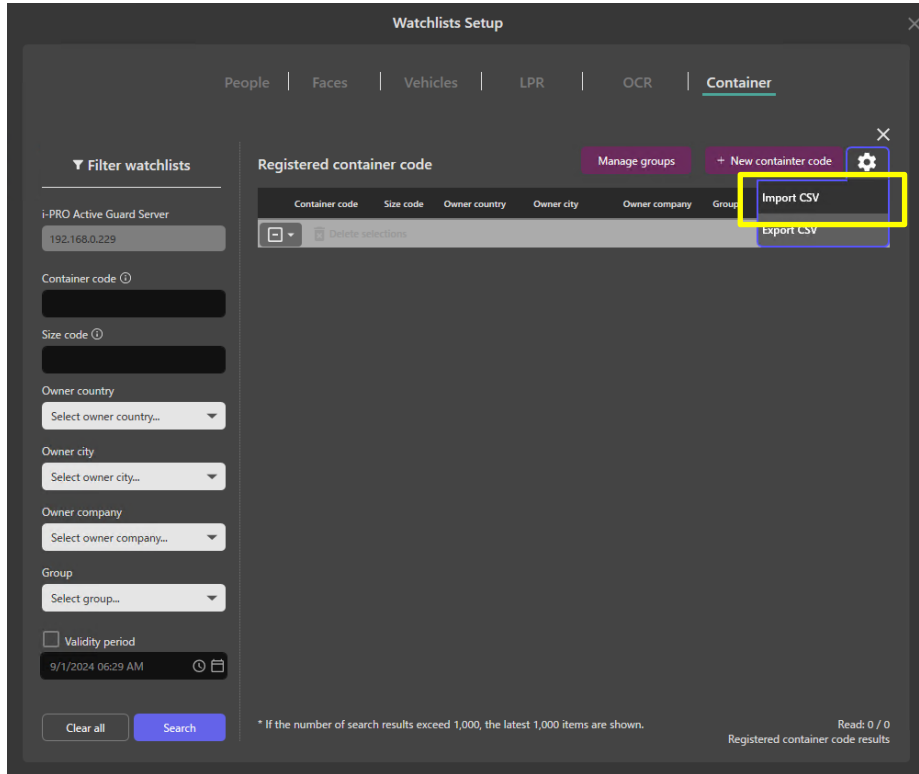 Watchlists Setup
People Faces Vehicles LPR OCR Container
Filter watchlists
i-PRO Active Guard Server
192.168.0.229
Container code
Size code
Owner country
Select owner country...
Owner city
Select owner city...
Owner company
Select owner company...
Group
Select group...
Validity period
9/1/2024 06:29 AM
Clear all Search
Registered container code
Manage groups + New containter code
Container code Size code Owner country Owner city Owner company Group
Import CSV
Export CSV
Delete selections
* If the number of search results exceed 1,000, the latest 1,000 items are shown.
Read: 0 / 0
Registered container code results